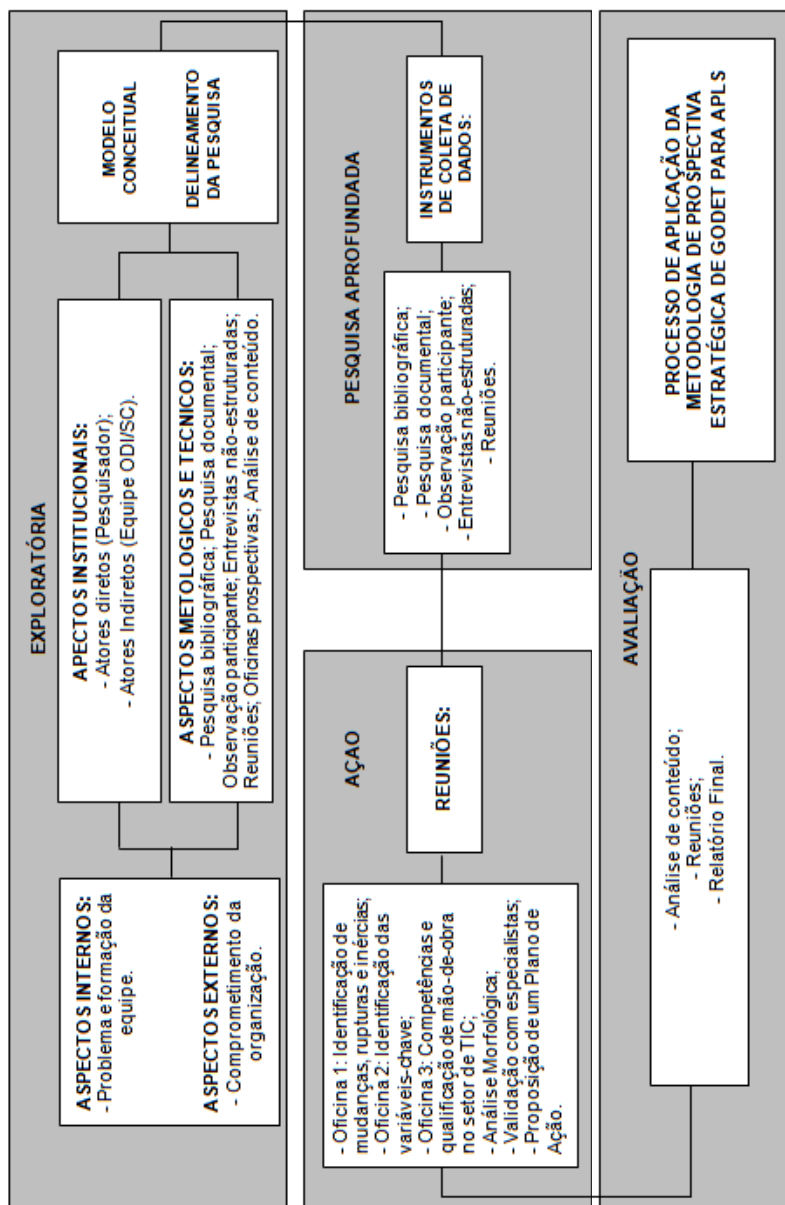 EXPLORATÓRIA
ASPECTOS INTERNOS:
- Problema e formação da
equipe.
ASPECTOS EXTERNOS:
- Comprometimento da
organização.
APECTOS INSTITUCIONAIS:
- Atores diretos (Pesquisador);
- Atores Indiretos (Equipe ODI/SC).
ASPECTOS METOLOGICOS E TECNICOS:
- Pesquisa bibliográfica; Pesquisa documental;
Observação participante; Entrevistas não-estruturadas;
Reuniões; Oficinas prospectivas; Análise de conteúdo.
MODELO
CONCEITUAL
DELINEAMENTO
DA PESQUISA
AÇAO
- Oficina 1: Identificação de
mudanças, rupturas e inércias;
- Oficina 2: Identificação das
variáveis-chave;
- Oficina 3: Competências e
qualificação de mão-de-obra
no setor de TIC;
- Análise Morfológica;
- Validação com especialistas;
- Proposição de um Plano de
Ação.
REUNIÕES:
PESQUISA APROFUNDADA
- Pesquisa bibliográfica;
- Pesquisa documental;
- Observação participante;
- Entrevistas não-estruturadas;
- Reuniões.
INSTRUMENTOS
DE COLETA DE
DADOS:
AVALIAÇÃO
- Análise de conteúdo;
- Reuniões;
- Relatório Final.
PROCESSO DE APLICAÇÃO DA
METODOLOGIA DE PROSPECTIVA
ESTRATÉGICA DE GODET PARA APLS